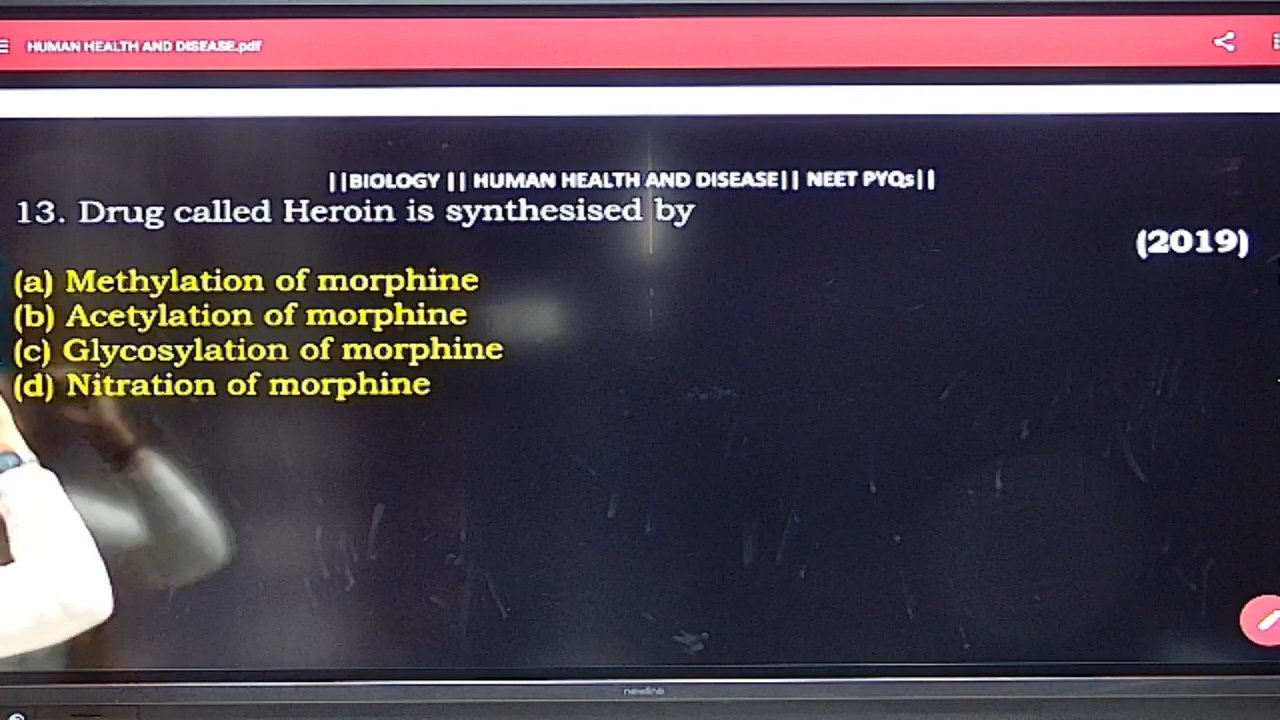 HUMAN HEALTH AND DISEASE.pdf
||BIOLOGY || HUMAN HEALTH AND DISEASE|| NEET PYQs||
13. Drug called Heroin is synthesised by
(2019)
(a) Methylation of morphine
(b) Acetylation of morphine
(c) Glycosylation of morphine
(d) Nitration of morphine
newline